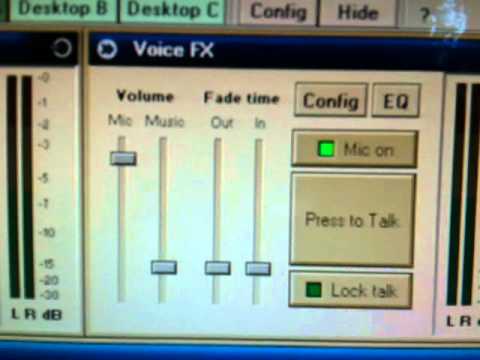 Desktop B Desktop C Config Hide ?
Voice FX
Volume Fade time Config EQ
Mic Music Out In
Mic on
Press to Talk
Lock talk
-0
-1
-2
-3
-5
-7
-10
-15
-20
-30
L R dB
L R